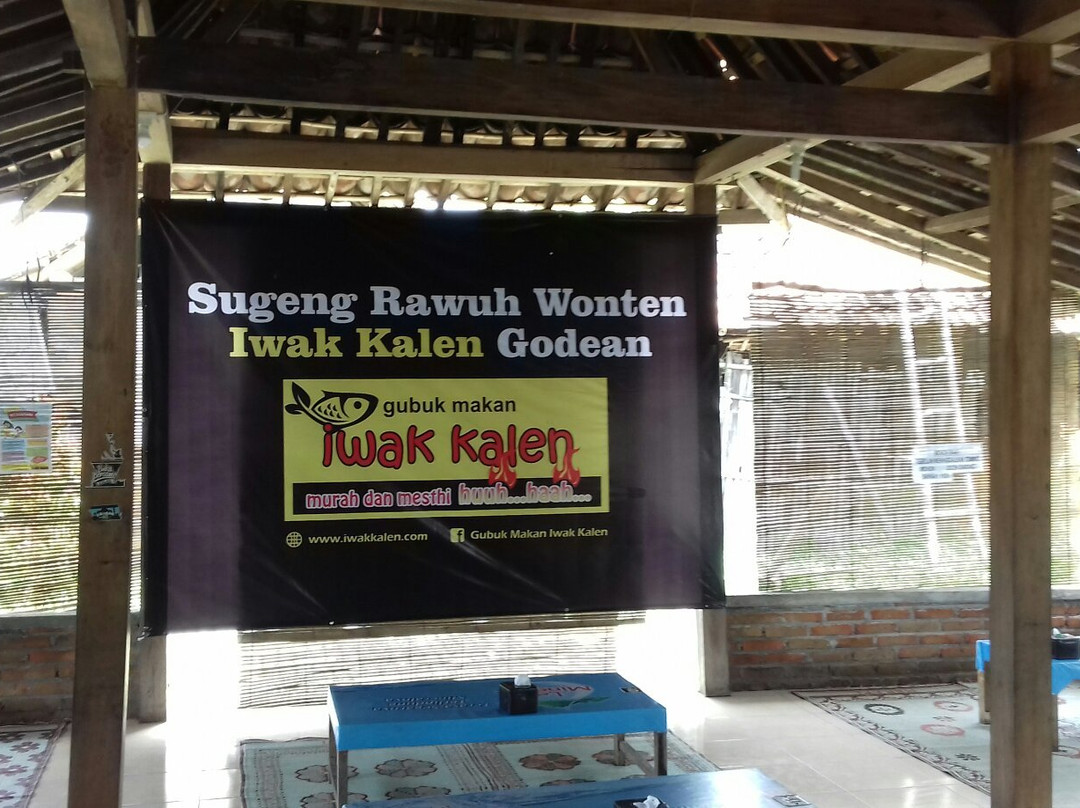 Sugeng Rawuh Wonten
Iwak Kalen Godean
gubuk makan
iwak kalen
murah dan mesthi huuh...haah...
www.iwakkalen.com
Gubuk Makan Iwak Kalen